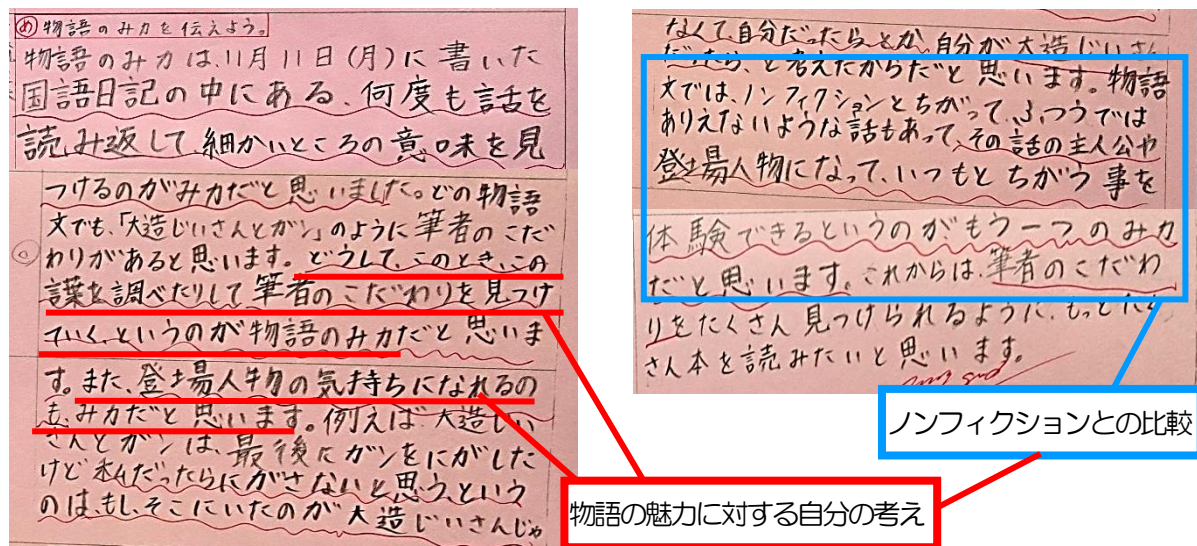 め 物語のみ力を伝えよう。
物語のみ力は、11月11日(月)に書いた
国語日記の中にある、何度も話を
読み返して、細かいところの意味を見
つけるのがみ力だと思いました。どの物語
文でも、「大造じいさんとガン」のように筆者のこだ
わりがあると思います。どうして、このとき、この
言葉を調べたりして筆者のこだわりを見つけ
ていく、というのが物語のみ力だと思いま
す。また、登場人物の気持ちになれるの
も、み力だと思います。例えば、大造じい
さんとガンは、最後にガンをにがした
けど私だったらにがさないと思う、という
のは、もし、そこにいたのが大造じいさんじゃ
なくて、自分だったら、とか、自分が大造じいさん
だったら、と考えたからだと思います。物語
文では、ノンフィクションとちがって、ふつうでは
ありえないような話もあって、その話の主人公や
登場人物になって、いつもとちがう事を
体験できるというのがもう一つのみ力
だと思います。これからは、筆者のこだわ
りをたくさん見つけられるように、もっとたく
さん本を読みたいと思います。
ノンフィクションとの比較
物語の魅力に対する自分の考え